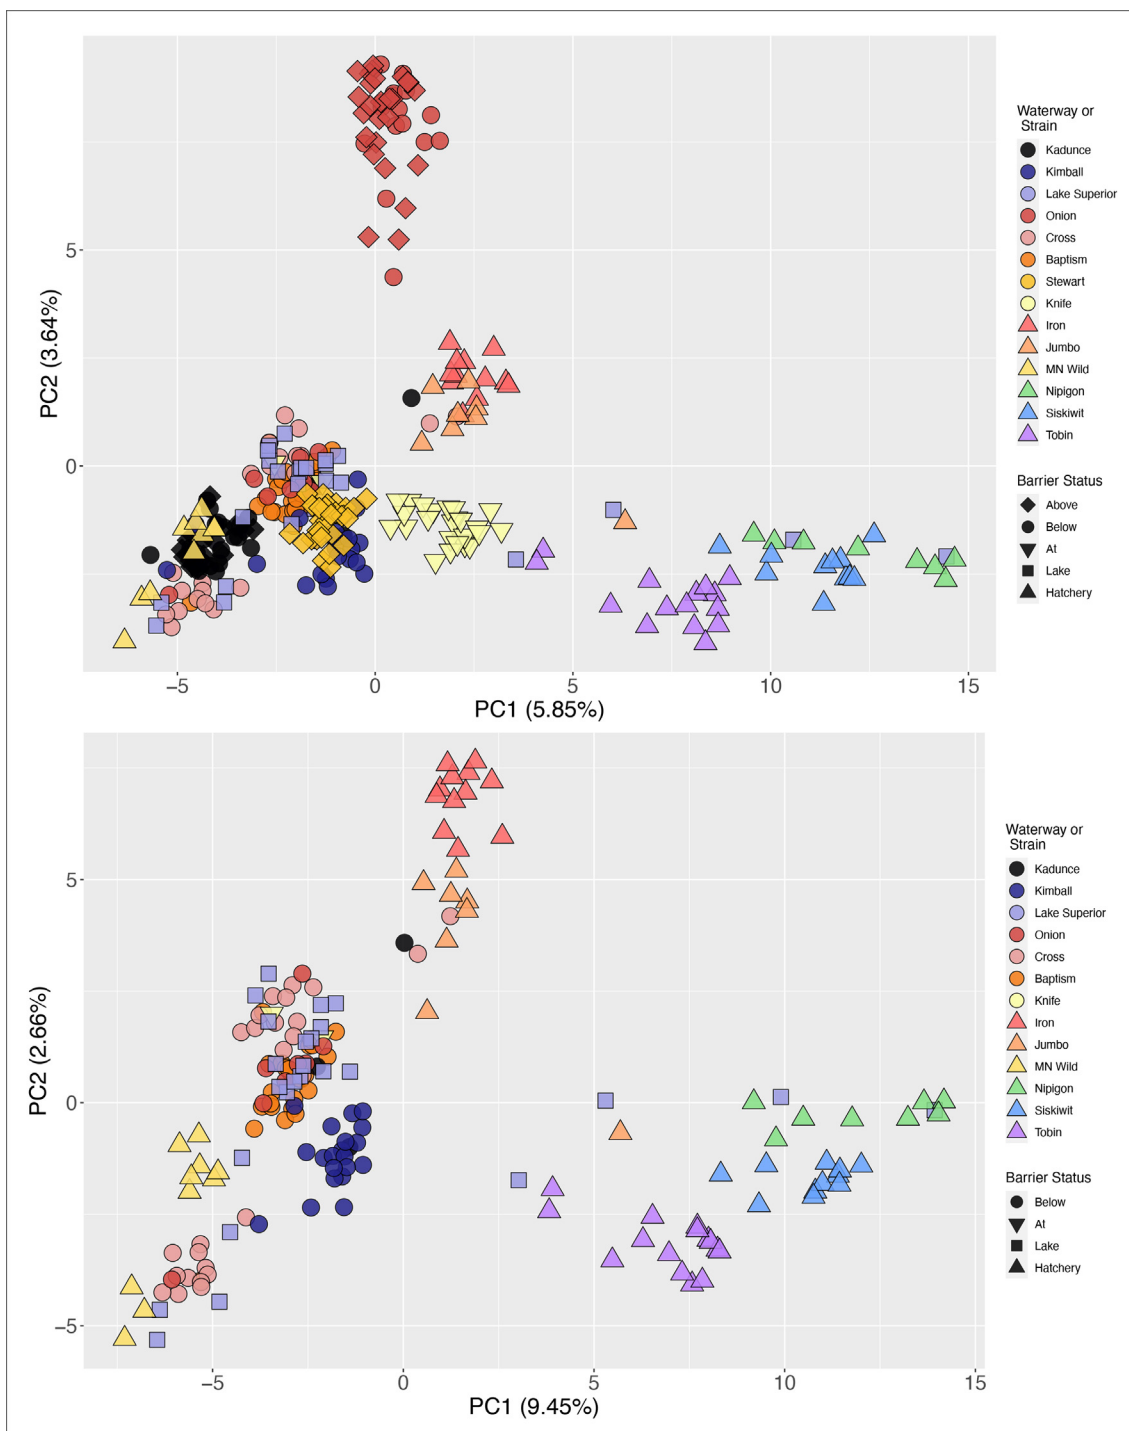 Waterway or
Strain
Kadunce
Kimball
Lake Superior
Onion
Cross
Baptism
Stewart
Knife
Iron
Jumbo
MN Wild
Nipigon
Siskiwit
Tobin
Barrier Status
Above
Below
At
Lake
Hatchery
PC2 (3.64%)
5
0
−5 0 5 10 15
PC1 (5.85%)
Waterway or
Strain
Kadunce
Kimball
Lake Superior
Onion
Cross
Baptism
Knife
Iron
Jumbo
MN Wild
Nipigon
Siskiwit
Tobin
Barrier Status
Below
At
Lake
Hatchery
PC2 (2.66%)
5
0
−5
−5 0 5 10 15
PC1 (9.45%)